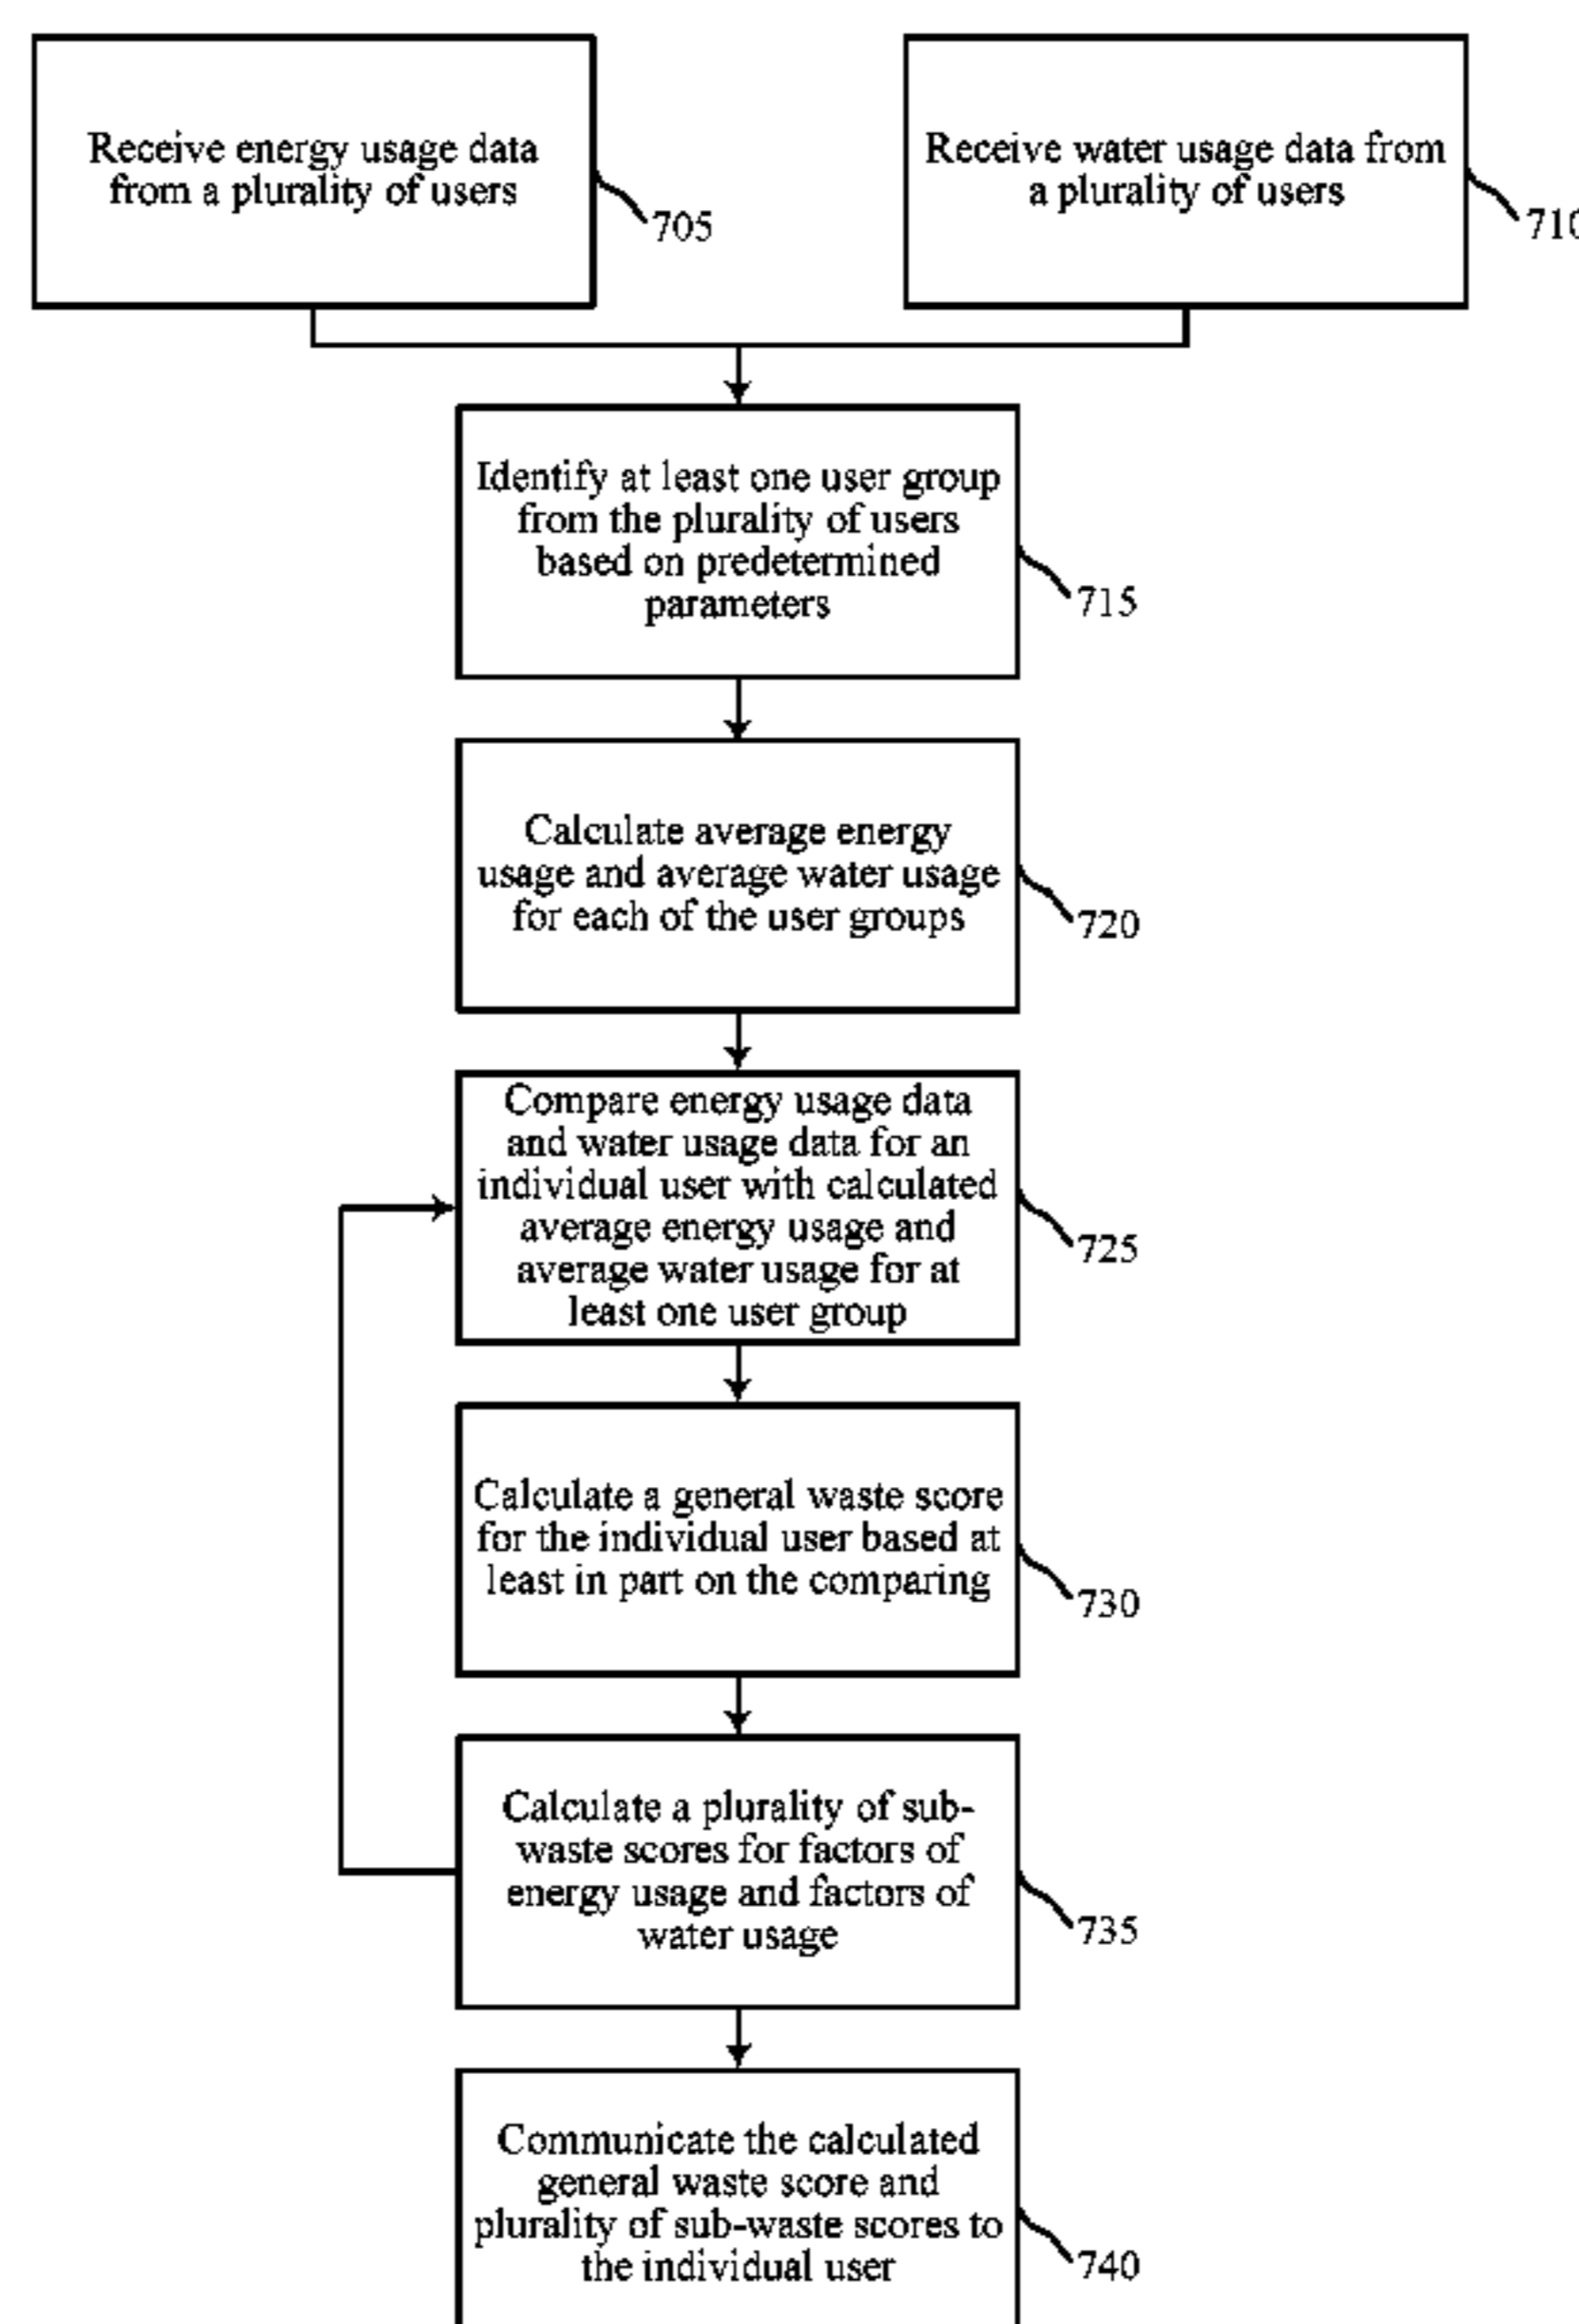 Receive energy usage data
from a plurality of users
705
Receive water usage data from
a plurality of users
710
Identify at least one user group
from the plurality of users
based on predetermined
parameters
715
Calculate average energy
usage and average water usage
for each of the user groups
720
Compare energy usage data
and water usage data for an
individual user with calculated
average energy usage and
average water usage for at
least one user group
725
Calculate a general waste score
for the individual user based at
least in part on the comparing
730
Calculate a plurality of sub-
waste scores for factors of
energy usage and factors of
water usage
735
Communicate the calculated
general waste score and
plurality of sub-waste scores to
the individual user
740